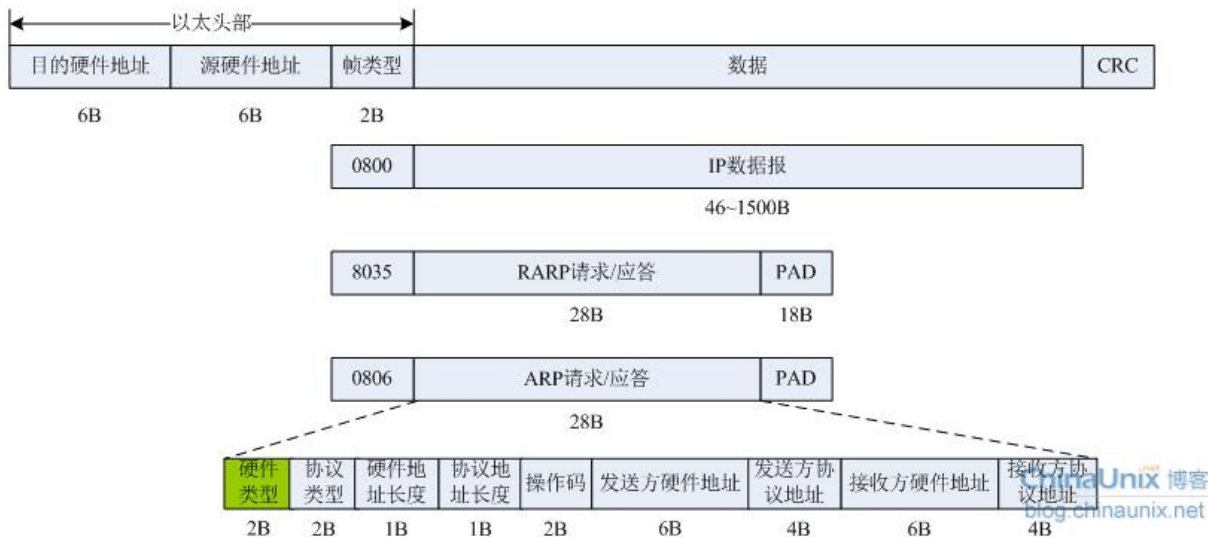 以太头部
目的硬件地址 源硬件地址 帧类型 数据 CRC
6B 6B 2B
0800 IP数据报
46~1500B
8035 RARP请求/应答 PAD
28B 18B
0806 ARP请求/应答 PAD
28B
硬件类型 协议类型 硬件地址长度 协议地址长度 操作码 发送方硬件地址 发送方协议地址 接收方硬件地址 接收方协议地址
2B 2B 1B 1B 2B 6B 4B 6B 4B
ChinaUnix.net 博客
blog.chinaunix.net